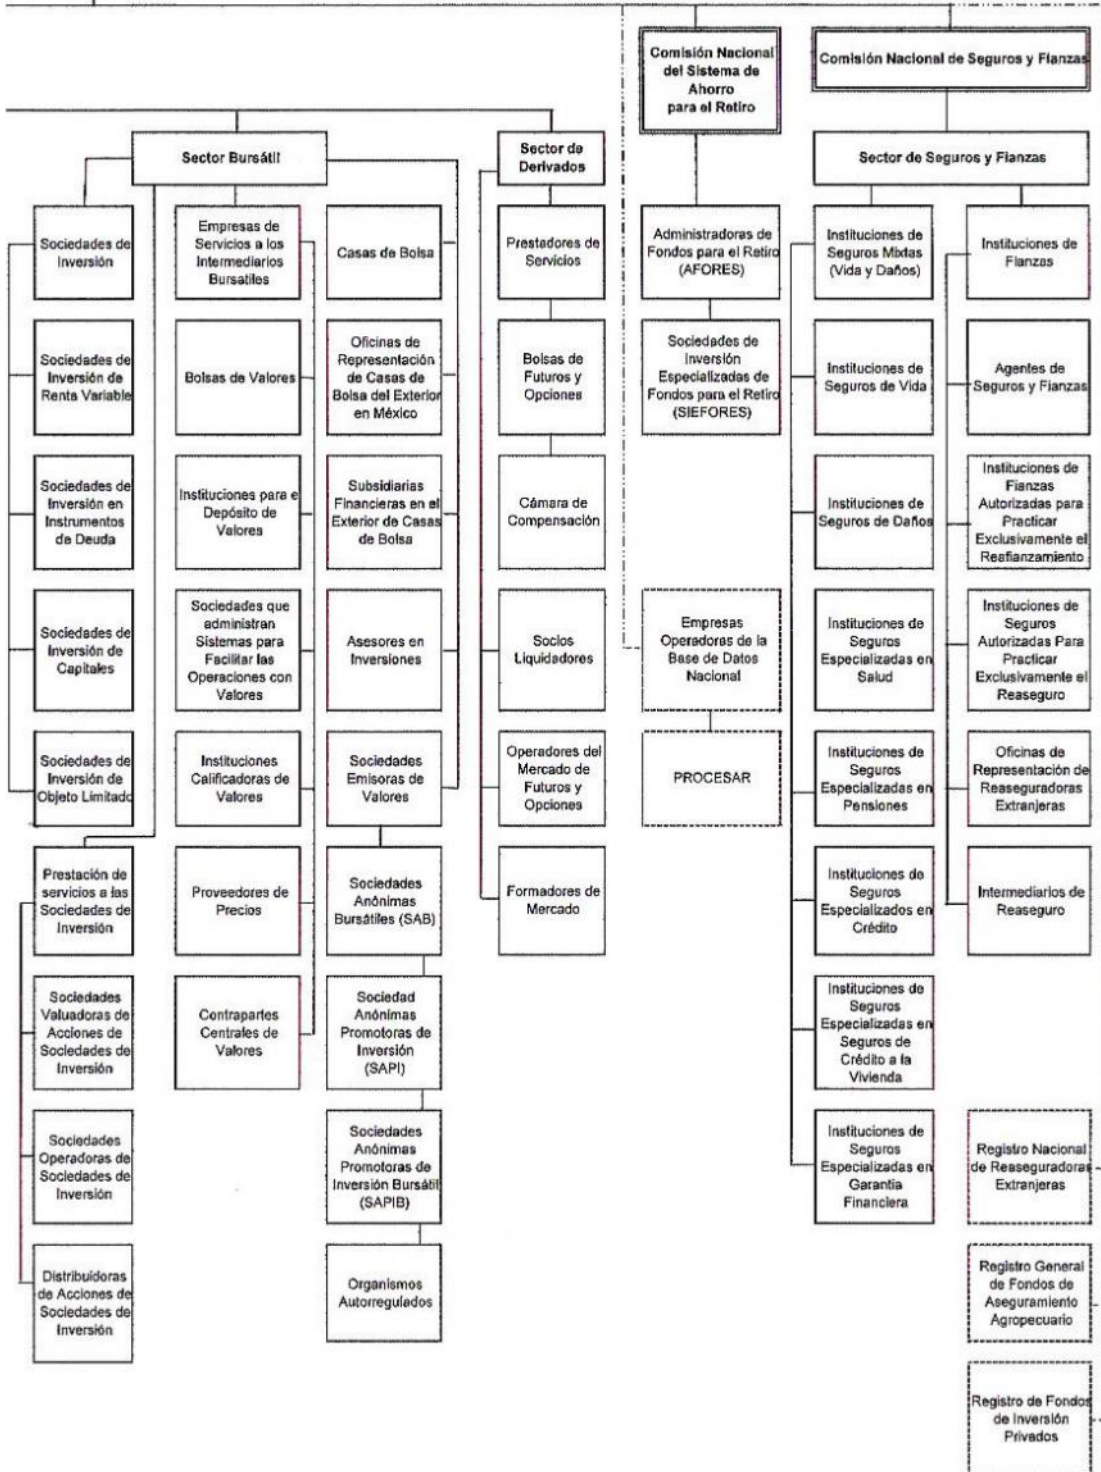 Comisión Nacional
del Sistema de
Ahorro
para el Retiro
Comisión Nacional de Seguros y Fianzas
Sector Bursátil
Sector de
Derivados
Sector de Seguros y Fianzas
Sociedades de
Inversión
Empresas de
Servicios a los
Intermediarios
Bursatiles
Casas de Bolsa
Prestadores de
Servicios
Administradoras de
Fondos para el Retiro
(AFORES)
Instituciones de
Seguros Mixtas
(Vida y Daños)
Instituciones de
Fianzas
Sociedades de
Inversión de
Renta Variable
Bolsas de Valores
Oficinas de
Representación
de Casas de
Bolsa del Exterior
en México
Bolsas de
Futuros y
Opciones
Sociedades de
Inversión
Especializadas de
Fondos para el Retiro
(SIEFORES)
Instituciones de
Seguros de Vida
Agentes de
Seguros y Fianzas
Sociedades de
Inversión en
Instrumentos
de Deuda
Instituciones para e
Depósito de
Valores
Subsidiarias
Financieras en el
Exterior de Casas
de Bolsa
Cámara de
Compensación
Instituciones de
Seguros de Daños
Instituciones de
Fianzas
Autorizadas para
Practicar
Exclusivamente el
Reafianzamiento
Sociedades de
Inversión de
Capitales
Sociedades que
administran
Sistemas para
Facilitar las
Operaciones con
Valores
Asesores en
Inversiones
Socios
Liquidadores
Empresas
Operadoras de la
Base de Datos
Nacional
Instituciones de
Seguros
Especializadas en
Salud
Instituciones de
Seguros
Autorizadas Para
Practicar
Exclusivamente el
Reaseguro
Sociedades de
Inversión de
Objeto Limitado
Instituciones
Calificadoras de
Valores
Sociedades
Emisoras de
Valores
Operadores del
Mercado de
Futuros y
Opciones
PROCESAR
Instituciones de
Seguros
Especializadas en
Pensiones
Oficinas de
Representación de
Reaseguradoras
Extranjeras
Prestación de
servicios a las
Sociedades de
Inversión
Proveedores de
Precios
Sociedades
Anónimas
Bursátiles (SAB)
Formadores de
Mercado
Instituciones de
Seguros
Especializados en
Crédito
Intermediarios de
Reaseguro
Sociedades
Valuadoras de
Acciones de
Sociedades de
Inversión
Contrapartes
Centrales de
Valores
Sociedad
Anónimas
Promotoras de
Inversión
(SAPI)
Instituciones de
Seguros
Especializadas en
Seguros de
Crédito a la
Vivienda
Sociedades
Operadoras de
Sociedades de
Inversión
Sociedades
Anónimas
Promotoras de
Inversión Bursátil
(SAPIB)
Instituciones de
Seguros
Especializadas en
Garantía
Financiera
Registro Nacional
de Reaseguradoras
Extranjeras
Distribuidoras
de Acciones de
Sociedades de
Inversión
Organismos
Autorregulados
Registro General
de Fondos de
Aseguramiento
Agropecuario
Registro de Fondos
de Inversión
Privados